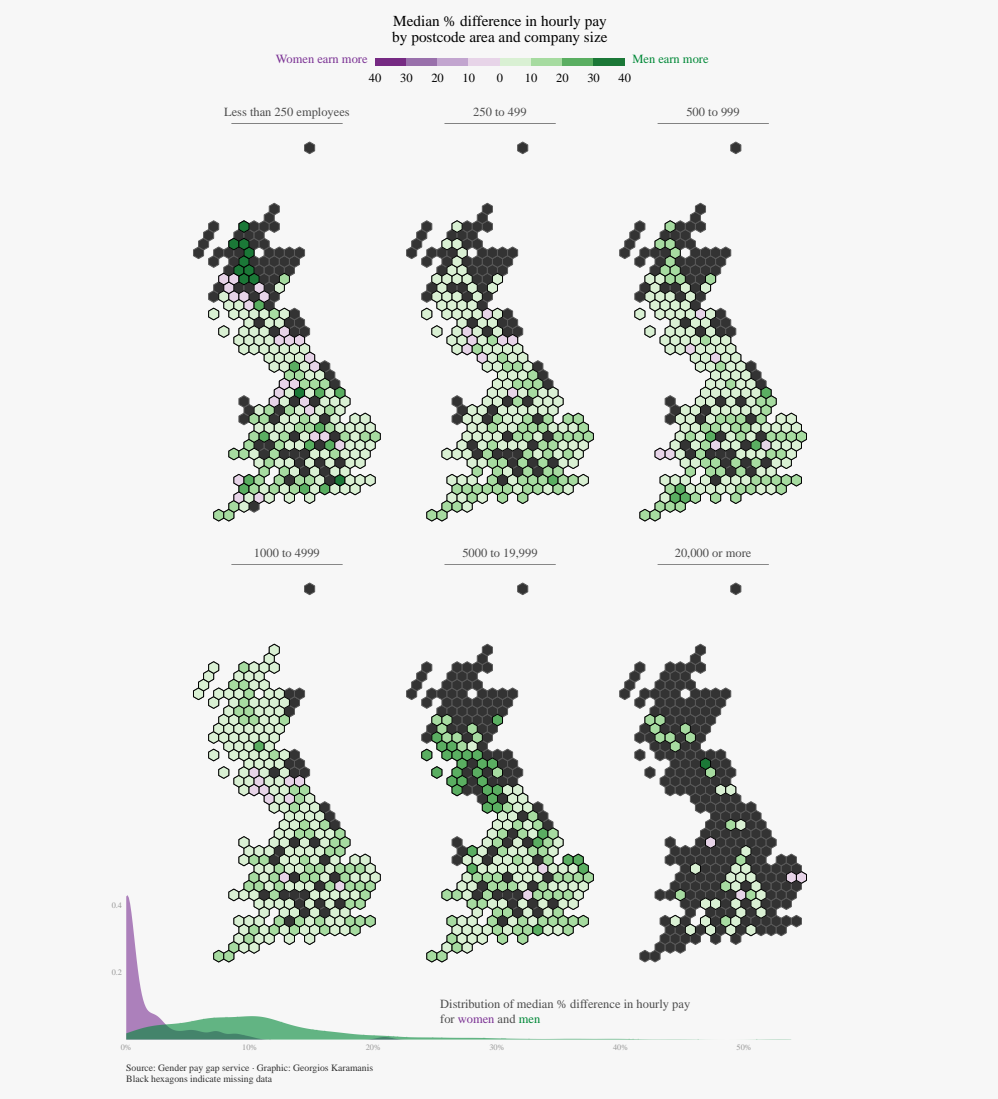 Median % difference in hourly pay
by postcode area and company size
Women earn more
Men earn more
40 30 20 10 0 10 20 30 40
Less than 250 employees
250 to 499
500 to 999
1000 to 4999
5000 to 19,999
20,000 or more
0.4
0.2
Distribution of median % difference in hourly pay
for women and men
0% 10% 20% 30% 40% 50%
Source: Gender pay gap service · Graphic: Georgios Karamanis
Black hexagons indicate missing data